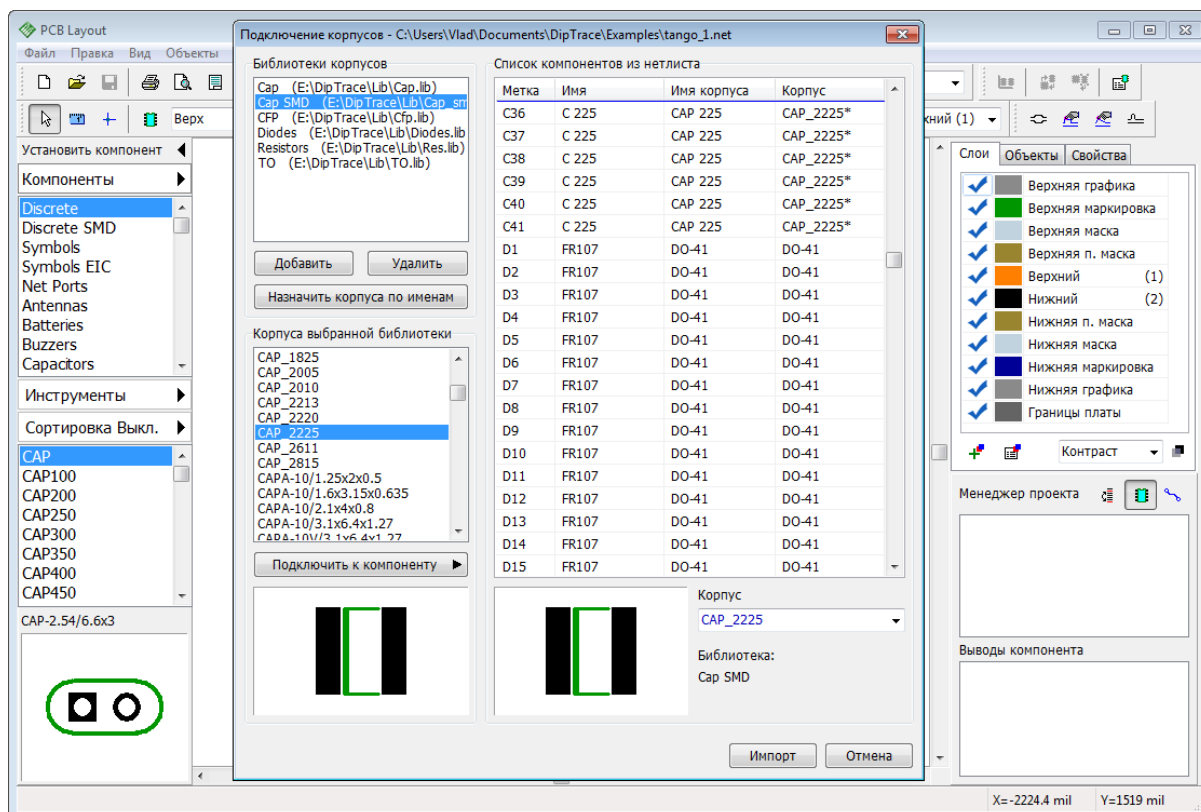 PCB Layout
Файл Правка Вид Объекты
Верх
Установить компонент
Компоненты
Discrete
Discrete SMD
Symbols
Symbols EIC
Net Ports
Antennas
Batteries
Buzzers
Capacitors
Инструменты
Сортировка Выкл.
CAP
CAP100
CAP200
CAP250
CAP300
CAP350
CAP400
CAP450
CAP-2.54/6.6x3
Подключение корпусов - C:\Users\Vlad\Documents\DipTrace\Examples\tango_1.net
Библиотеки корпусов
Cap (E:\DipTrace\Lib\Cap.lib)
Cap SMD (E:\DipTrace\Lib\Cap_sm
CFP (E:\DipTrace\Lib\Cfp.lib)
Diodes (E:\DipTrace\Lib\Diodes.lib
Resistors (E:\DipTrace\Lib\Res.lib)
TO (E:\DipTrace\Lib\TO.lib)
Добавить Удалить
Назначить корпуса по именам
Корпуса выбранной библиотеки
CAP_1825
CAP_2005
CAP_2010
CAP_2213
CAP_2220
CAP_2225
CAP_2611
CAP_2815
CAPA-10/1.25x2x0.5
CAPA-10/1.6x3.15x0.635
CAPA-10/2.1x4x0.8
CAPA-10/3.1x6.4x1.27
CAPA-10V/3.1x6.4x1.27
Подключить к компоненту
Список компонентов из нетлиста
Метка Имя Имя корпуса Корпус
C36 C 225 CAP 225 CAP_2225*
C37 C 225 CAP 225 CAP_2225*
C38 C 225 CAP 225 CAP_2225*
C39 C 225 CAP 225 CAP_2225*
C40 C 225 CAP 225 CAP_2225*
C41 C 225 CAP 225 CAP_2225*
D1 FR107 DO-41 DO-41
D2 FR107 DO-41 DO-41
D3 FR107 DO-41 DO-41
D4 FR107 DO-41 DO-41
D5 FR107 DO-41 DO-41
D6 FR107 DO-41 DO-41
D7 FR107 DO-41 DO-41
D8 FR107 DO-41 DO-41
D9 FR107 DO-41 DO-41
D10 FR107 DO-41 DO-41
D11 FR107 DO-41 DO-41
D12 FR107 DO-41 DO-41
D13 FR107 DO-41 DO-41
D14 FR107 DO-41 DO-41
D15 FR107 DO-41 DO-41
Корпус
CAP_2225
Библиотека:
Cap SMD
Импорт Отмена
хний (1)
Слои Объекты Свойства
Верхняя графика
Верхняя маркировка
Верхняя маска
Верхняя п. маска
Верхний (1)
Нижний (2)
Нижняя п. маска
Нижняя маска
Нижняя маркировка
Нижняя графика
Границы платы
Контраст
Менеджер проекта
Выводы компонента
X=-2224.4 mil Y=1519 mil